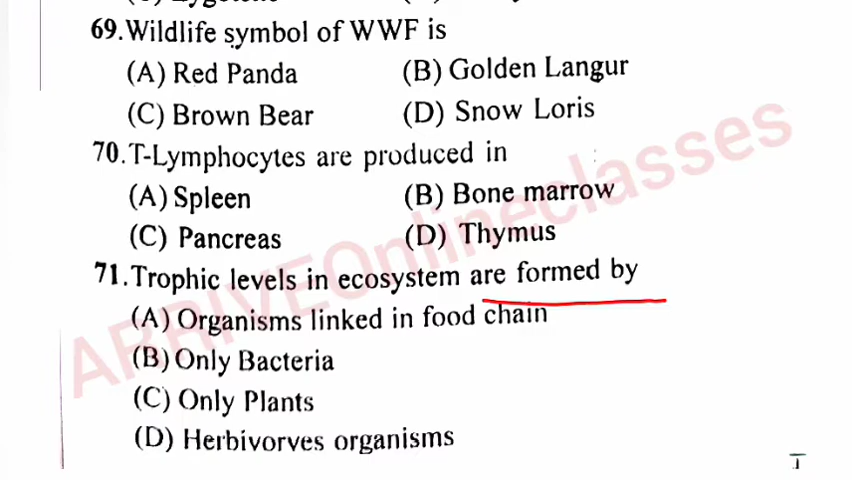 69.Wildlife symbol of WWF is
(A) Red Panda (B) Golden Langur
(C) Brown Bear (D) Snow Loris
70.T-Lymphocytes are produced in
(A) Spleen (B) Bone marrow
(C) Pancreas (D) Thymus
71.Trophic levels in ecosystem are formed by
(A) Organisms linked in food chain
(B) Only Bacteria
(C) Only Plants
(D) Herbivorves organisms
ARRIVEOnlineclasses